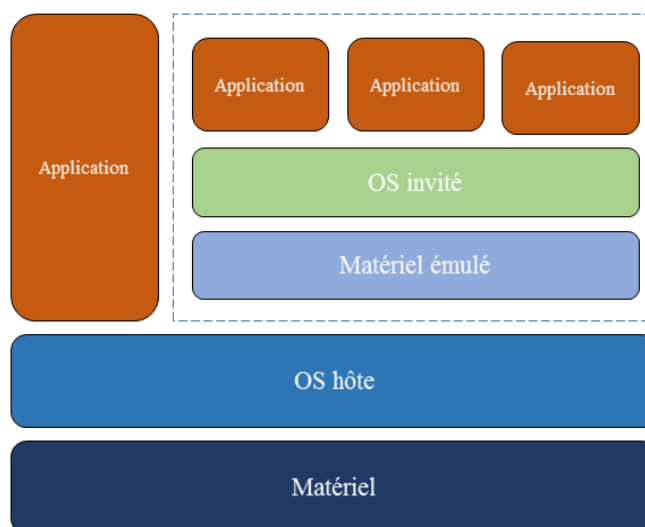 Application
Application
Application
Application
OS invité
Matériel émulé
OS hôte
Matériel